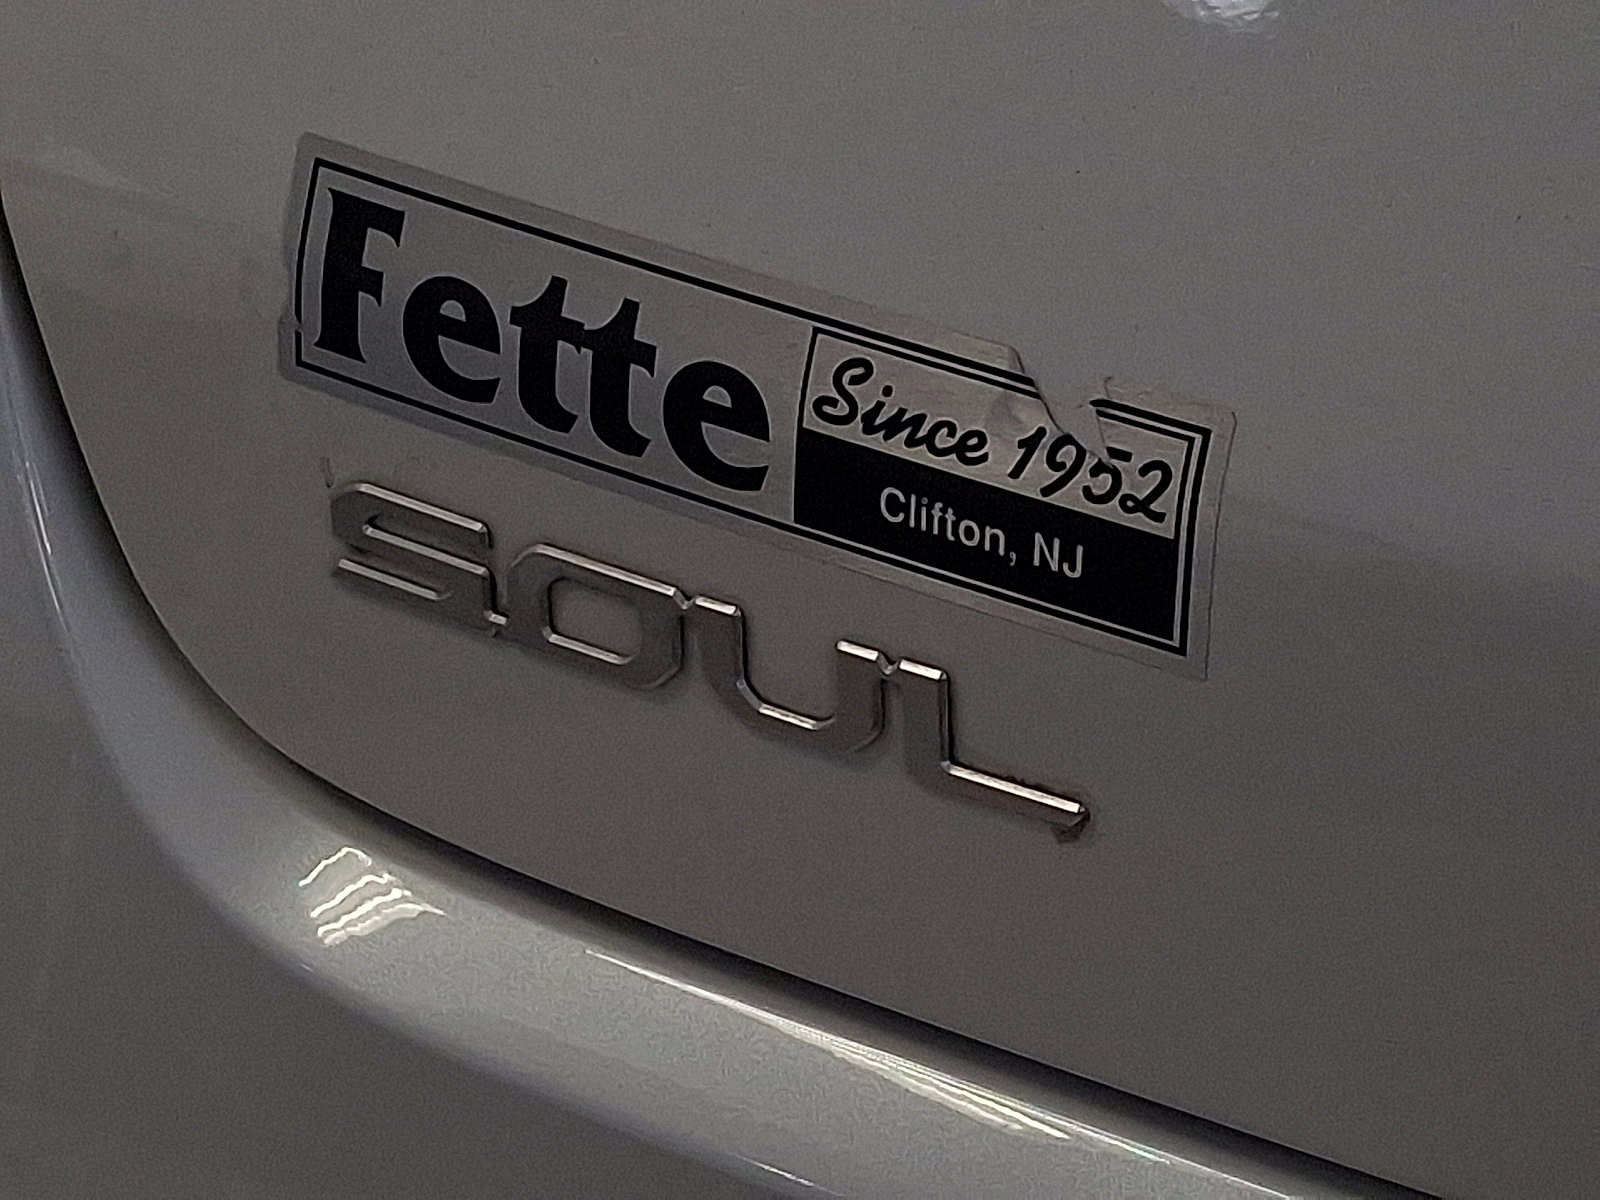 Fette
Since 1952
Clifton, NJ
SOUL